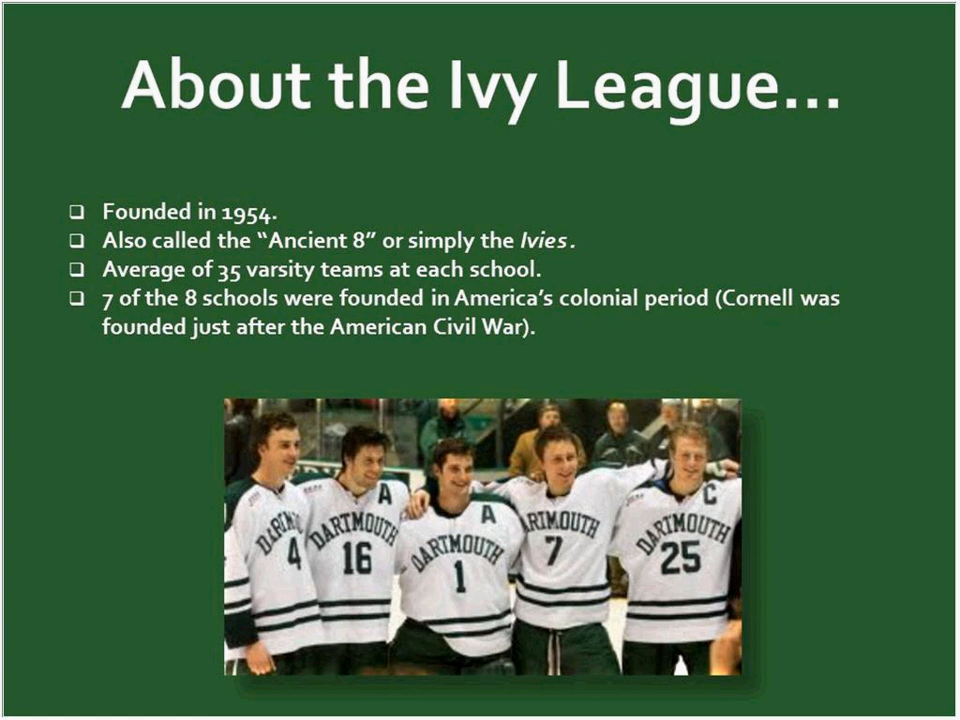 About the Ivy League...
Founded in 1954.
Also called the “Ancient 8” or simply the Ivies.
Average of 35 varsity teams at each school.
7 of the 8 schools were founded in America’s colonial period (Cornell was
founded just after the American Civil War).
A
A
C
DARTMOUTH
DARTMOUTH
DARTMOUTH
DARTMOUTH
4
16
1
7
25